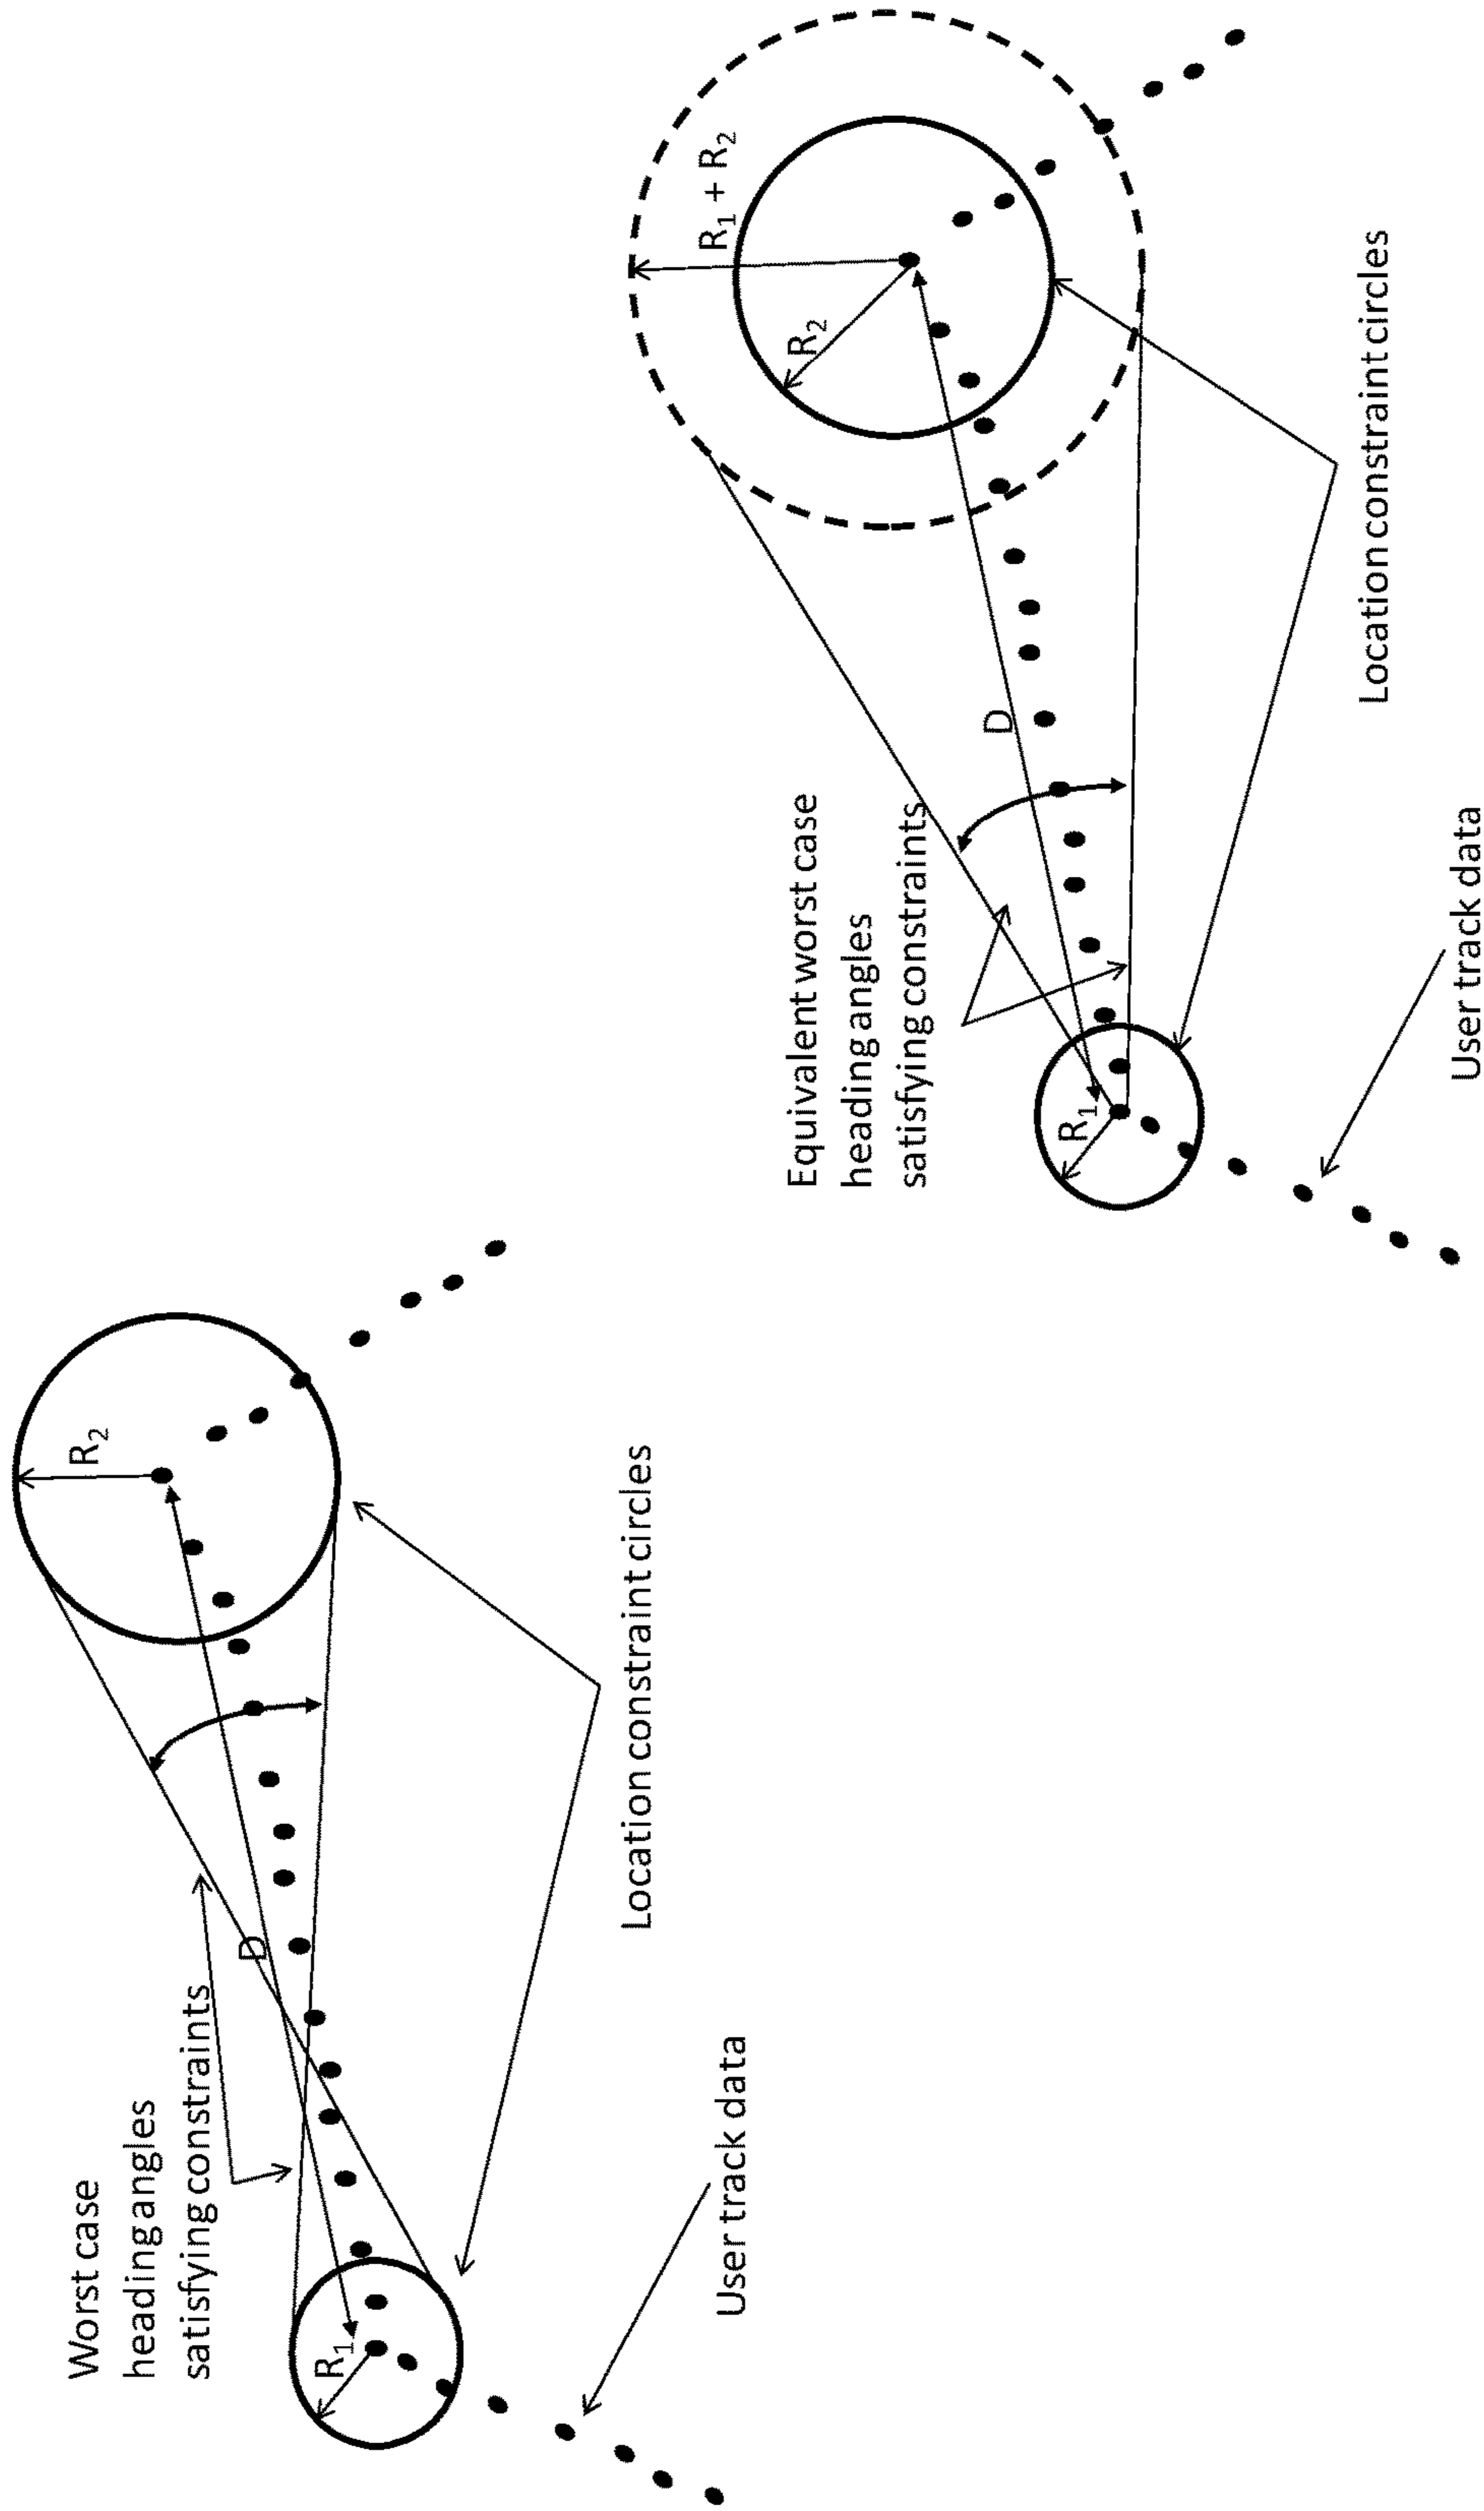 Worst case
heading angles
satisfying constraints
D
R1
R2
Location constraint circles
User track data
Equivalent worst case
heading angles
satisfying constraints
D
R1
R2
R1 + R2
Location constraint circles
User track data